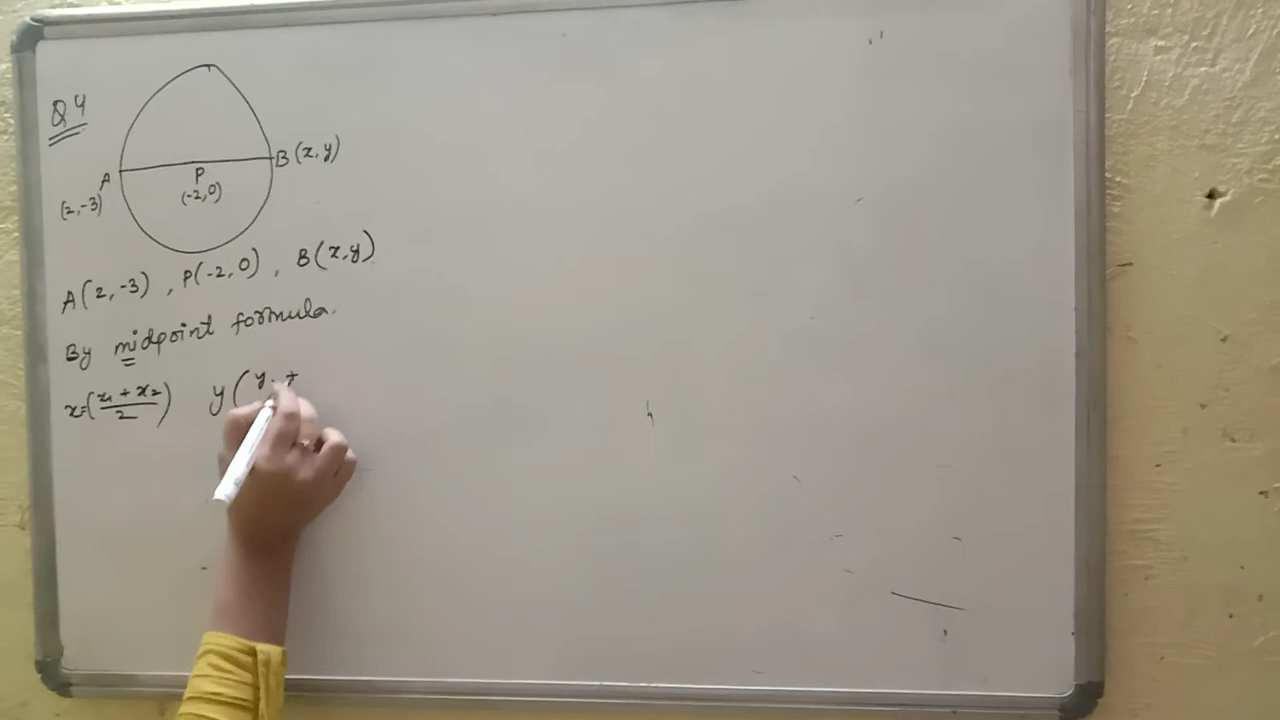 Q4
B (x, y)
A
P
(2, -3)
(-2, 0)
A(2, -3) , P(-2, 0) , B(x, y)
By midpoint formula.
x=(x₁ + x₂/2) y(y₁ +